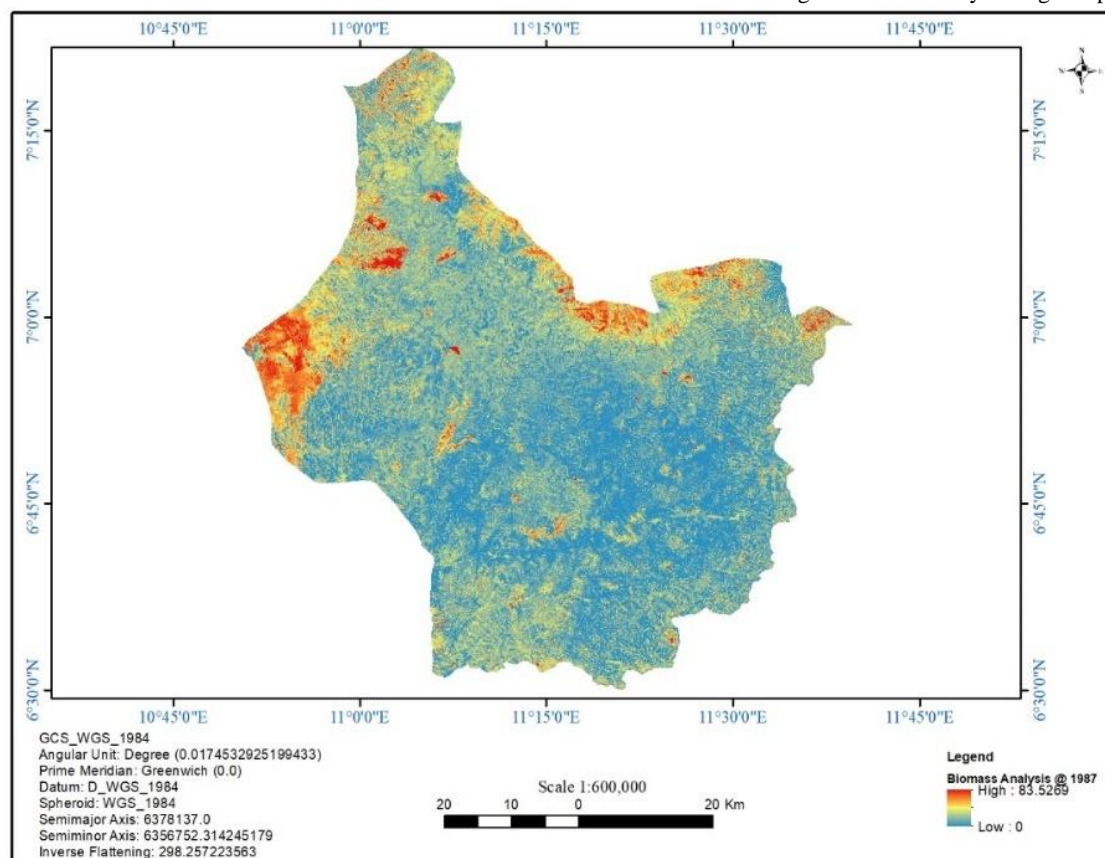 10°45'0"E 11°0'0"E 11°15'0"E 11°30'0"E 11°45'0"E
N
W E
S
7°15'0"N 7°15'0"N
7°0'0"N 7°0'0"N
6°45'0"N 6°45'0"N
6°30'0"N 6°30'0"N
10°45'0"E 11°0'0"E 11°15'0"E 11°30'0"E 11°45'0"E
GCS_WGS_1984
Angular Unit: Degree (0.0174532925199433)
Prime Meridian: Greenwich (0.0)
Datum: D_WGS_1984
Spheroid: WGS_1984
Semimajor Axis: 6378137.0
Semiminor Axis: 6356752.314245179
Inverse Flattening: 298.257223563
Scale 1:600,000
20 10 0 20 Km
Legend
Biomass Analysis @ 1987
High : 83.5269
Low : 0